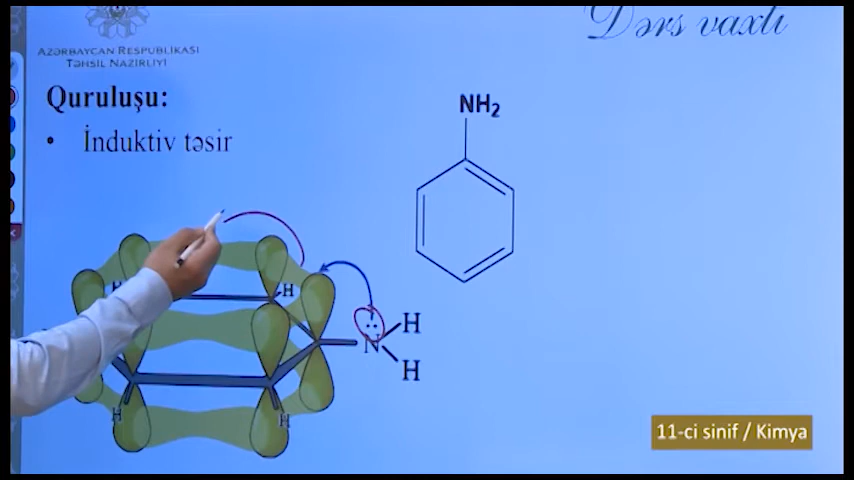 Dərs vaxtı
AZƏRBAYCAN RESPUBLİKASI
TƏHSİL NAZİRLİYİ
Quruluşu:
• İnduktiv təsir
NH₂
H
H
N
H
H
H
11-ci sinif / Kimya